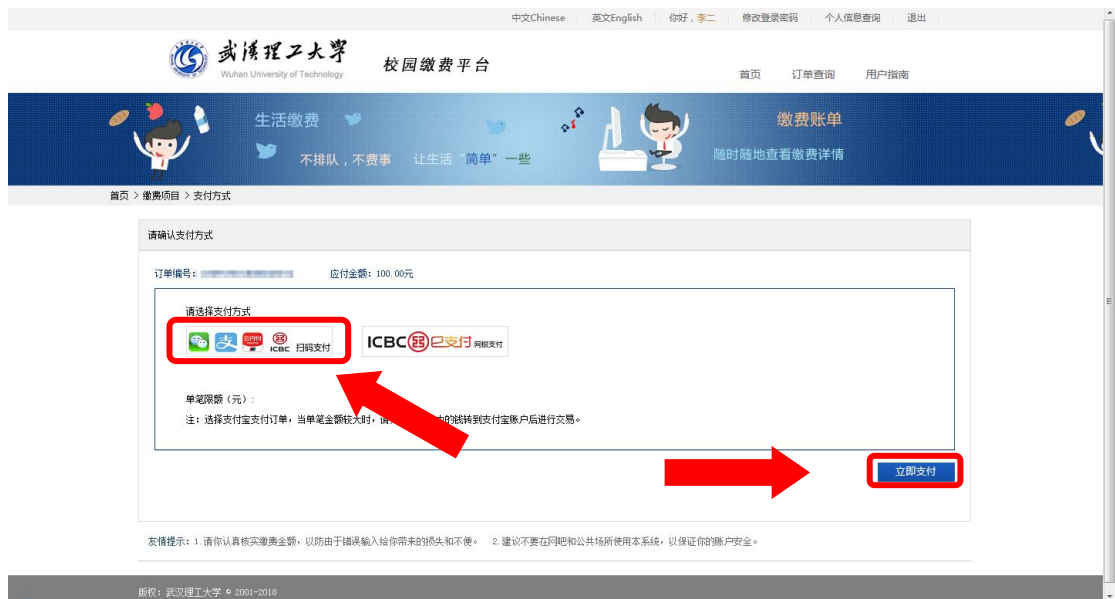 中文Chinese 英文English 你好，李二 修改登录密码 个人信息查询 退出
武汉理工大学
Wuhan University of Technology
校园缴费平台
首页 订单查询 用户指南
生活缴费
不排队，不费事 让生活“简单”一些
缴费账单
随时随地查看缴费详情
首页 > 缴费项目 > 支付方式
请确认支付方式
订单编号： 应付金额：100.00元
请选择支付方式
支 ICBC 扫码支付
ICBC e支付 网银支付
单笔限额（元）：
注：选择支付宝支付订单，当单笔金额较大时，请 的钱转到支付宝账户后进行交易。
立即支付
友情提示：1.请你认真核实缴费金额，以防由于错误输入给你带来的损失和不便。 2.建议不要在网吧和公共场所使用本系统，以保证你的账户安全。
版权：武汉理工大学 © 2001-2018